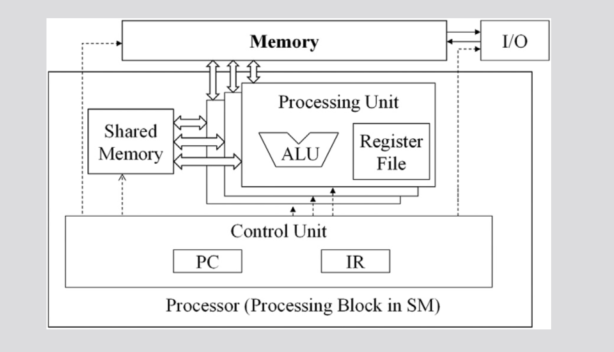 Memory
I/O
Processing Unit
Shared
Memory
ALU
Register
File
Control Unit
PC
IR
Processor (Processing Block in SM)